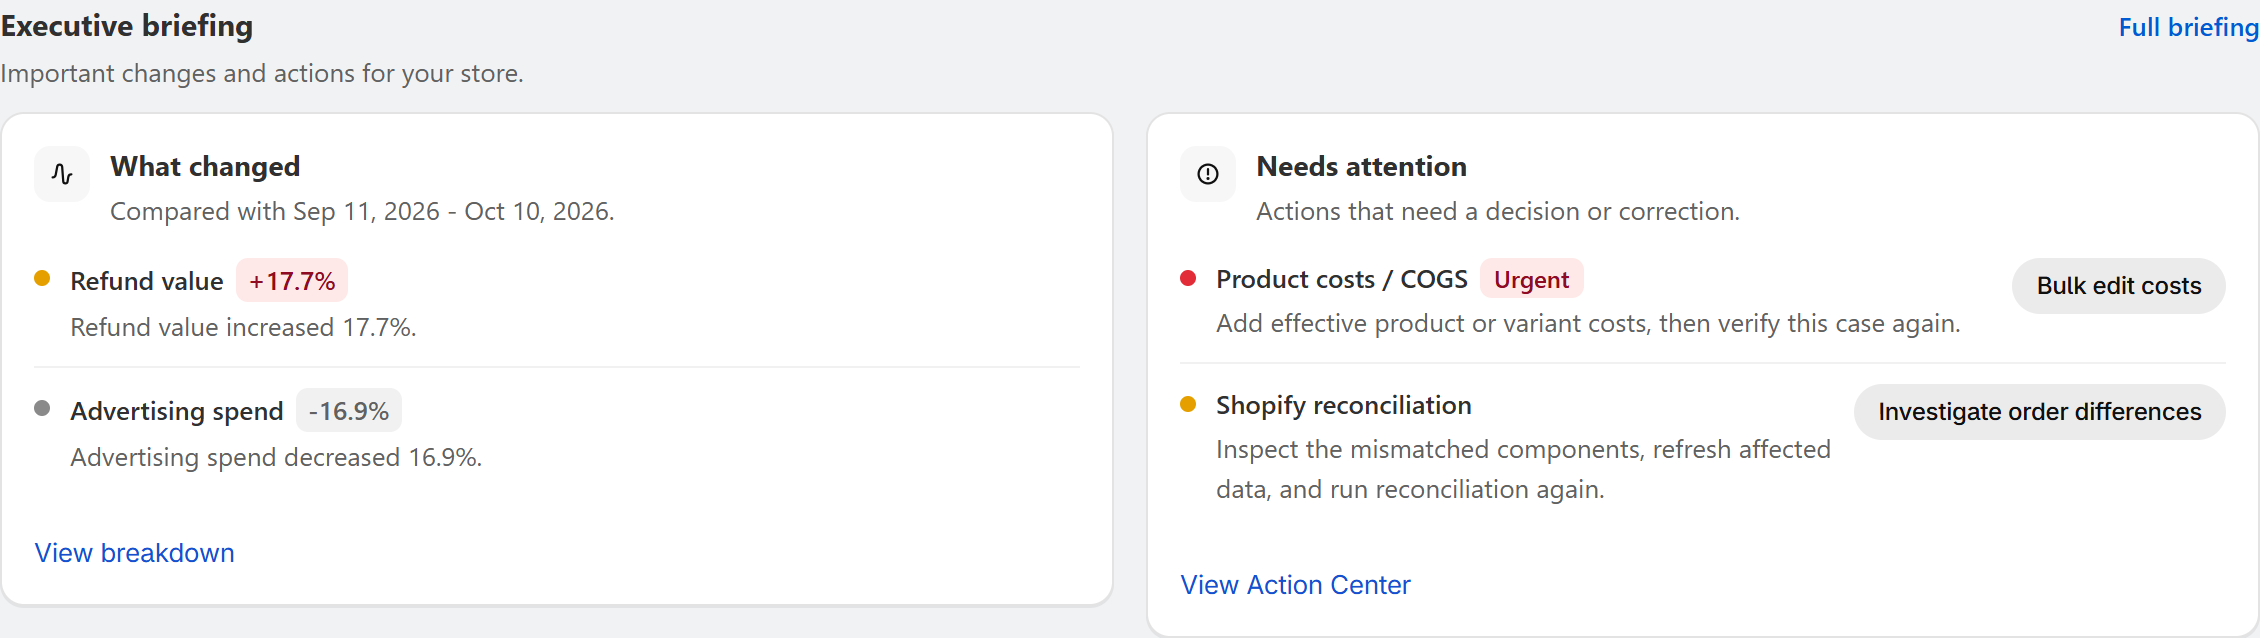 Executive briefing
Full briefing
Important changes and actions for your store.
What changed
Compared with Sep 11, 2026 - Oct 10, 2026.
Refund value +17.7%
Refund value increased 17.7%.
Advertising spend -16.9%
Advertising spend decreased 16.9%.
View breakdown
Needs attention
Actions that need a decision or correction.
Product costs / COGS Urgent
Bulk edit costs
Add effective product or variant costs, then verify this case again.
Shopify reconciliation
Investigate order differences
Inspect the mismatched components, refresh affected
data, and run reconciliation again.
View Action Center